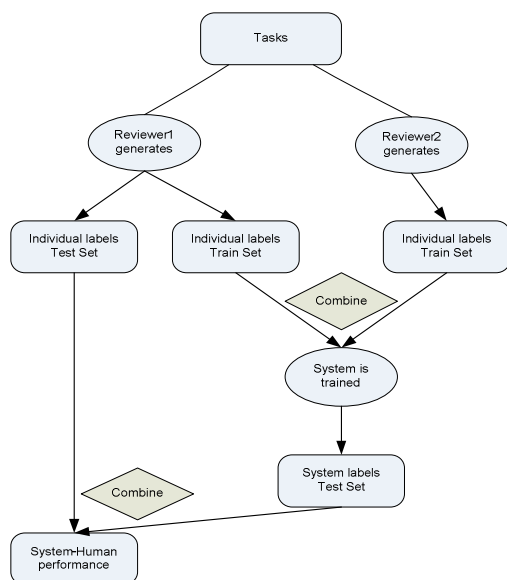 Tasks
Reviewer1
generates
Reviewer2
generates
Individual labels
Test Set
Individual labels
Train Set
Individual labels
Train Set
Combine
System is
trained
System labels
Test Set
Combine
System-Human
performance